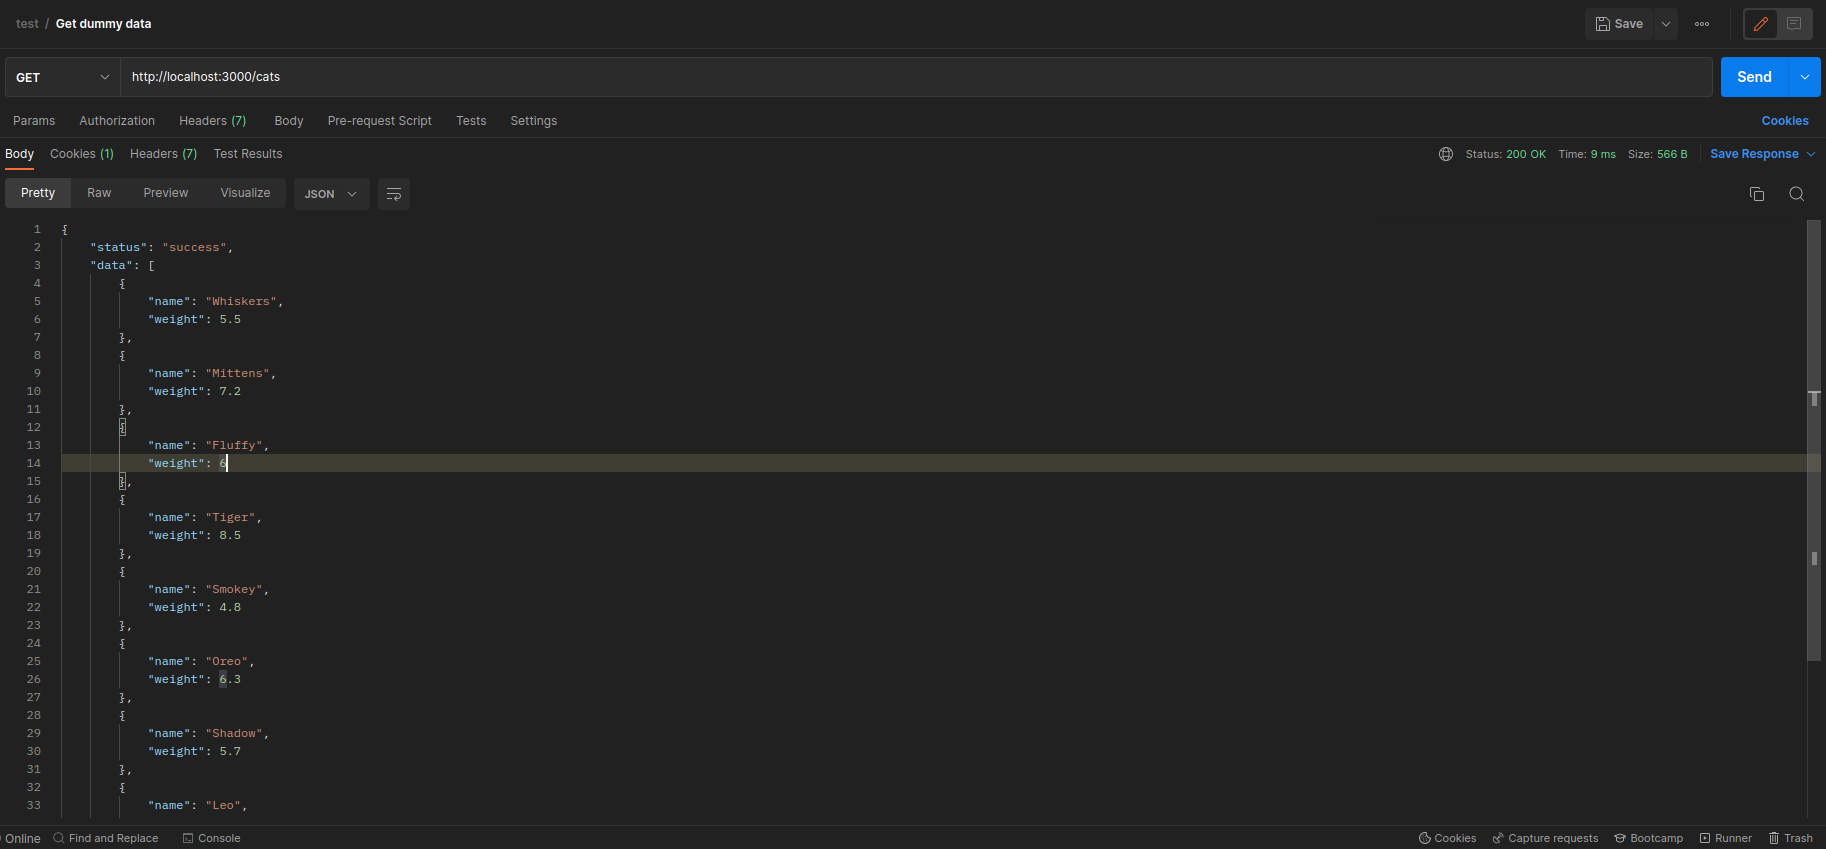 test / Get dummy data
Save
GET http://localhost:3000/cats Send
Params Authorization Headers (7) Body Pre-request Script Tests Settings Cookies
Body Cookies (1) Headers (7) Test Results Status: 200 OK Time: 9 ms Size: 566 B Save Response
Pretty Raw Preview Visualize JSON
1 {
2 "status": "success",
3 "data": [
4 {
5 "name": "Whiskers",
6 "weight": 5.5
7 },
8 {
9 "name": "Mittens",
10 "weight": 7.2
11 },
12 {
13 "name": "Fluffy",
14 "weight": 6
15 },
16 {
17 "name": "Tiger",
18 "weight": 8.5
19 },
20 {
21 "name": "Smokey",
22 "weight": 4.8
23 },
24 {
25 "name": "Oreo",
26 "weight": 6.3
27 },
28 {
29 "name": "Shadow",
30 "weight": 5.7
31 },
32 {
33 "name": "Leo",
Online Find and Replace Console Cookies Capture requests Bootcamp Runner Trash